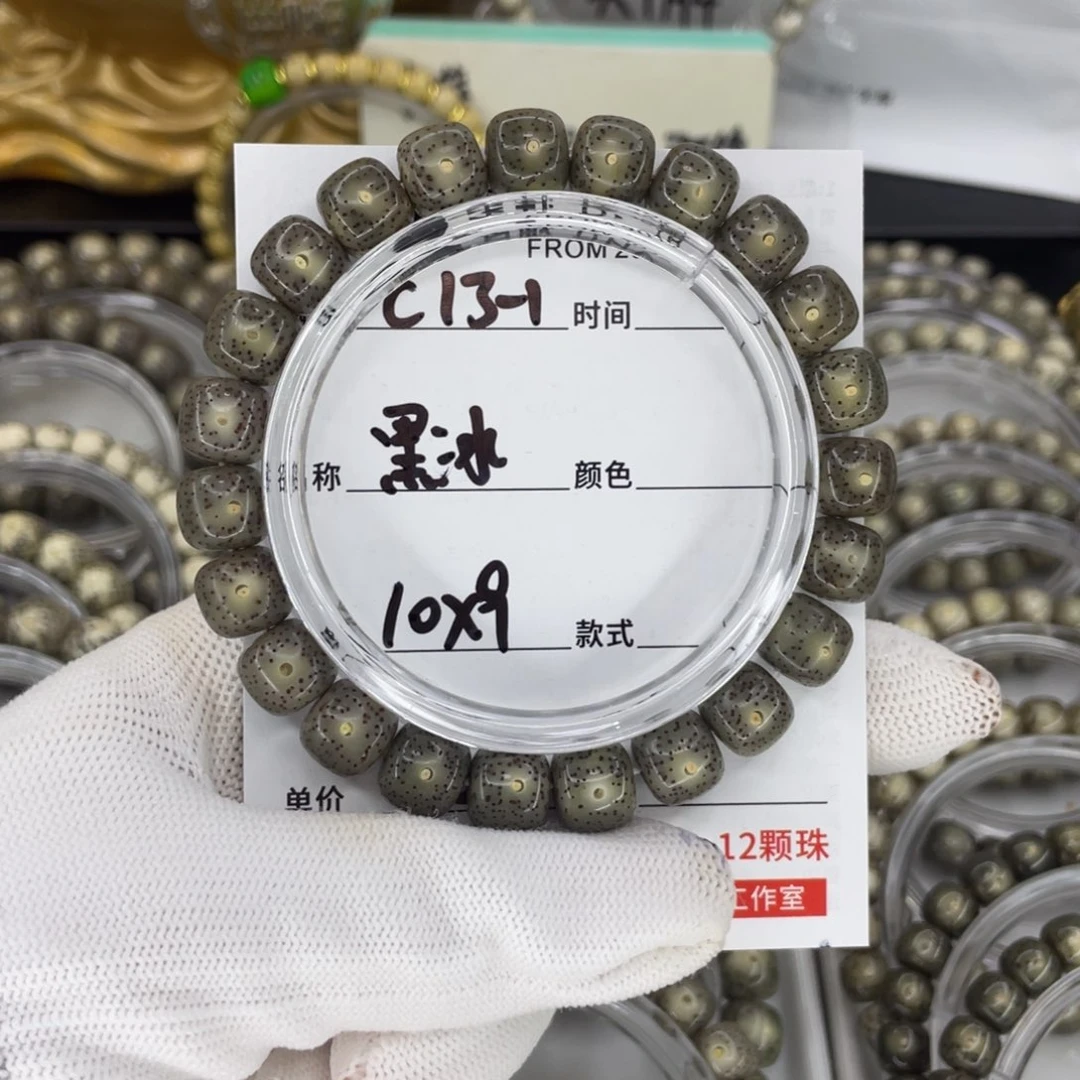 FROM
C13-1 时间
称 黑冰 颜色
10X9 款式
单价
12颗珠
工作室